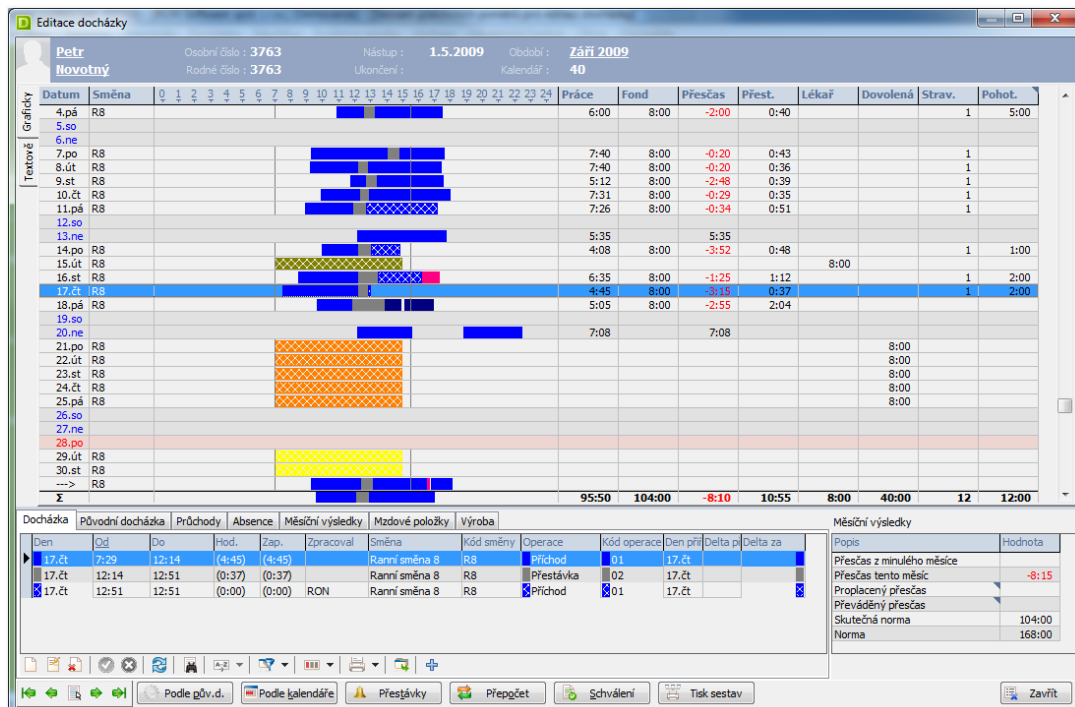 Editace docházky
Petr Osobní číslo : 3763 Nástup : 1.5.2009 Období : Září 2009
Novotný Rodné číslo : 3763 Ukončení : Kalendář : 40
Graficky
Textově
Datum Směna 0 1 2 3 4 5 6 7 8 9 10 11 12 13 14 15 16 17 18 19 20 21 22 23 24 Práce Fond Přesčas Přest. Lékař Dovolená Strav. Pohot.
4.pá R8 6:00 8:00 -2:00 0:40 1 5:00
5.so
6.ne
7.po R8 7:40 8:00 -0:20 0:43 1
8.út R8 7:40 8:00 -0:20 0:36 1
9.st R8 5:12 8:00 -2:48 0:39 1
10.čt R8 7:31 8:00 -0:29 0:35 1
11.pá R8 7:26 8:00 -0:34 0:51 1
12.so
13.ne 5:35 5:35
14.po R8 4:08 8:00 -3:52 0:48 1 1:00
15.út R8 8:00
16.st R8 6:35 8:00 -1:25 1:12 1 2:00
17.čt R8 4:45 8:00 -3:15 0:37 1 2:00
18.pá R8 5:05 8:00 -2:55 2:04
19.so
20.ne 7:08 7:08
21.po R8 8:00
22.út R8 8:00
23.st R8 8:00
24.čt R8 8:00
25.pá R8 8:00
26.so
27.ne
28.po
29.út R8
30.st R8
---> R8
Σ 95:50 104:00 -8:10 10:55 8:00 40:00 12 12:00
Docházka Původní docházka Průchody Absence Měsíční výsledky Mzdové položky Výroba
Den Od Do Hod. Zap. Zpracoval Směna Kód směny Operace Kód operace Den pří Delta př Delta za
17.čt 7:29 12:14 (4:45) (4:45) Ranní směna 8 R8 Příchod 01 17.čt
17.čt 12:14 12:51 (0:37) (0:37) Ranní směna 8 R8 Přestávka 02 17.čt
17.čt 12:51 12:51 (0:00) (0:00) RON Ranní směna 8 R8 Příchod 01 17.čt
Měsíční výsledky
Popis Hodnota
Přesčas z minulého měsíce
Přesčas tento měsíc -8:15
Proplacený přesčas
Převáděný přesčas
Skutečná norma 104:00
Norma 168:00
Podle pův.d. Podle kalendáře Přestávky Přepočet Schválení Tisk sestav Zavřít